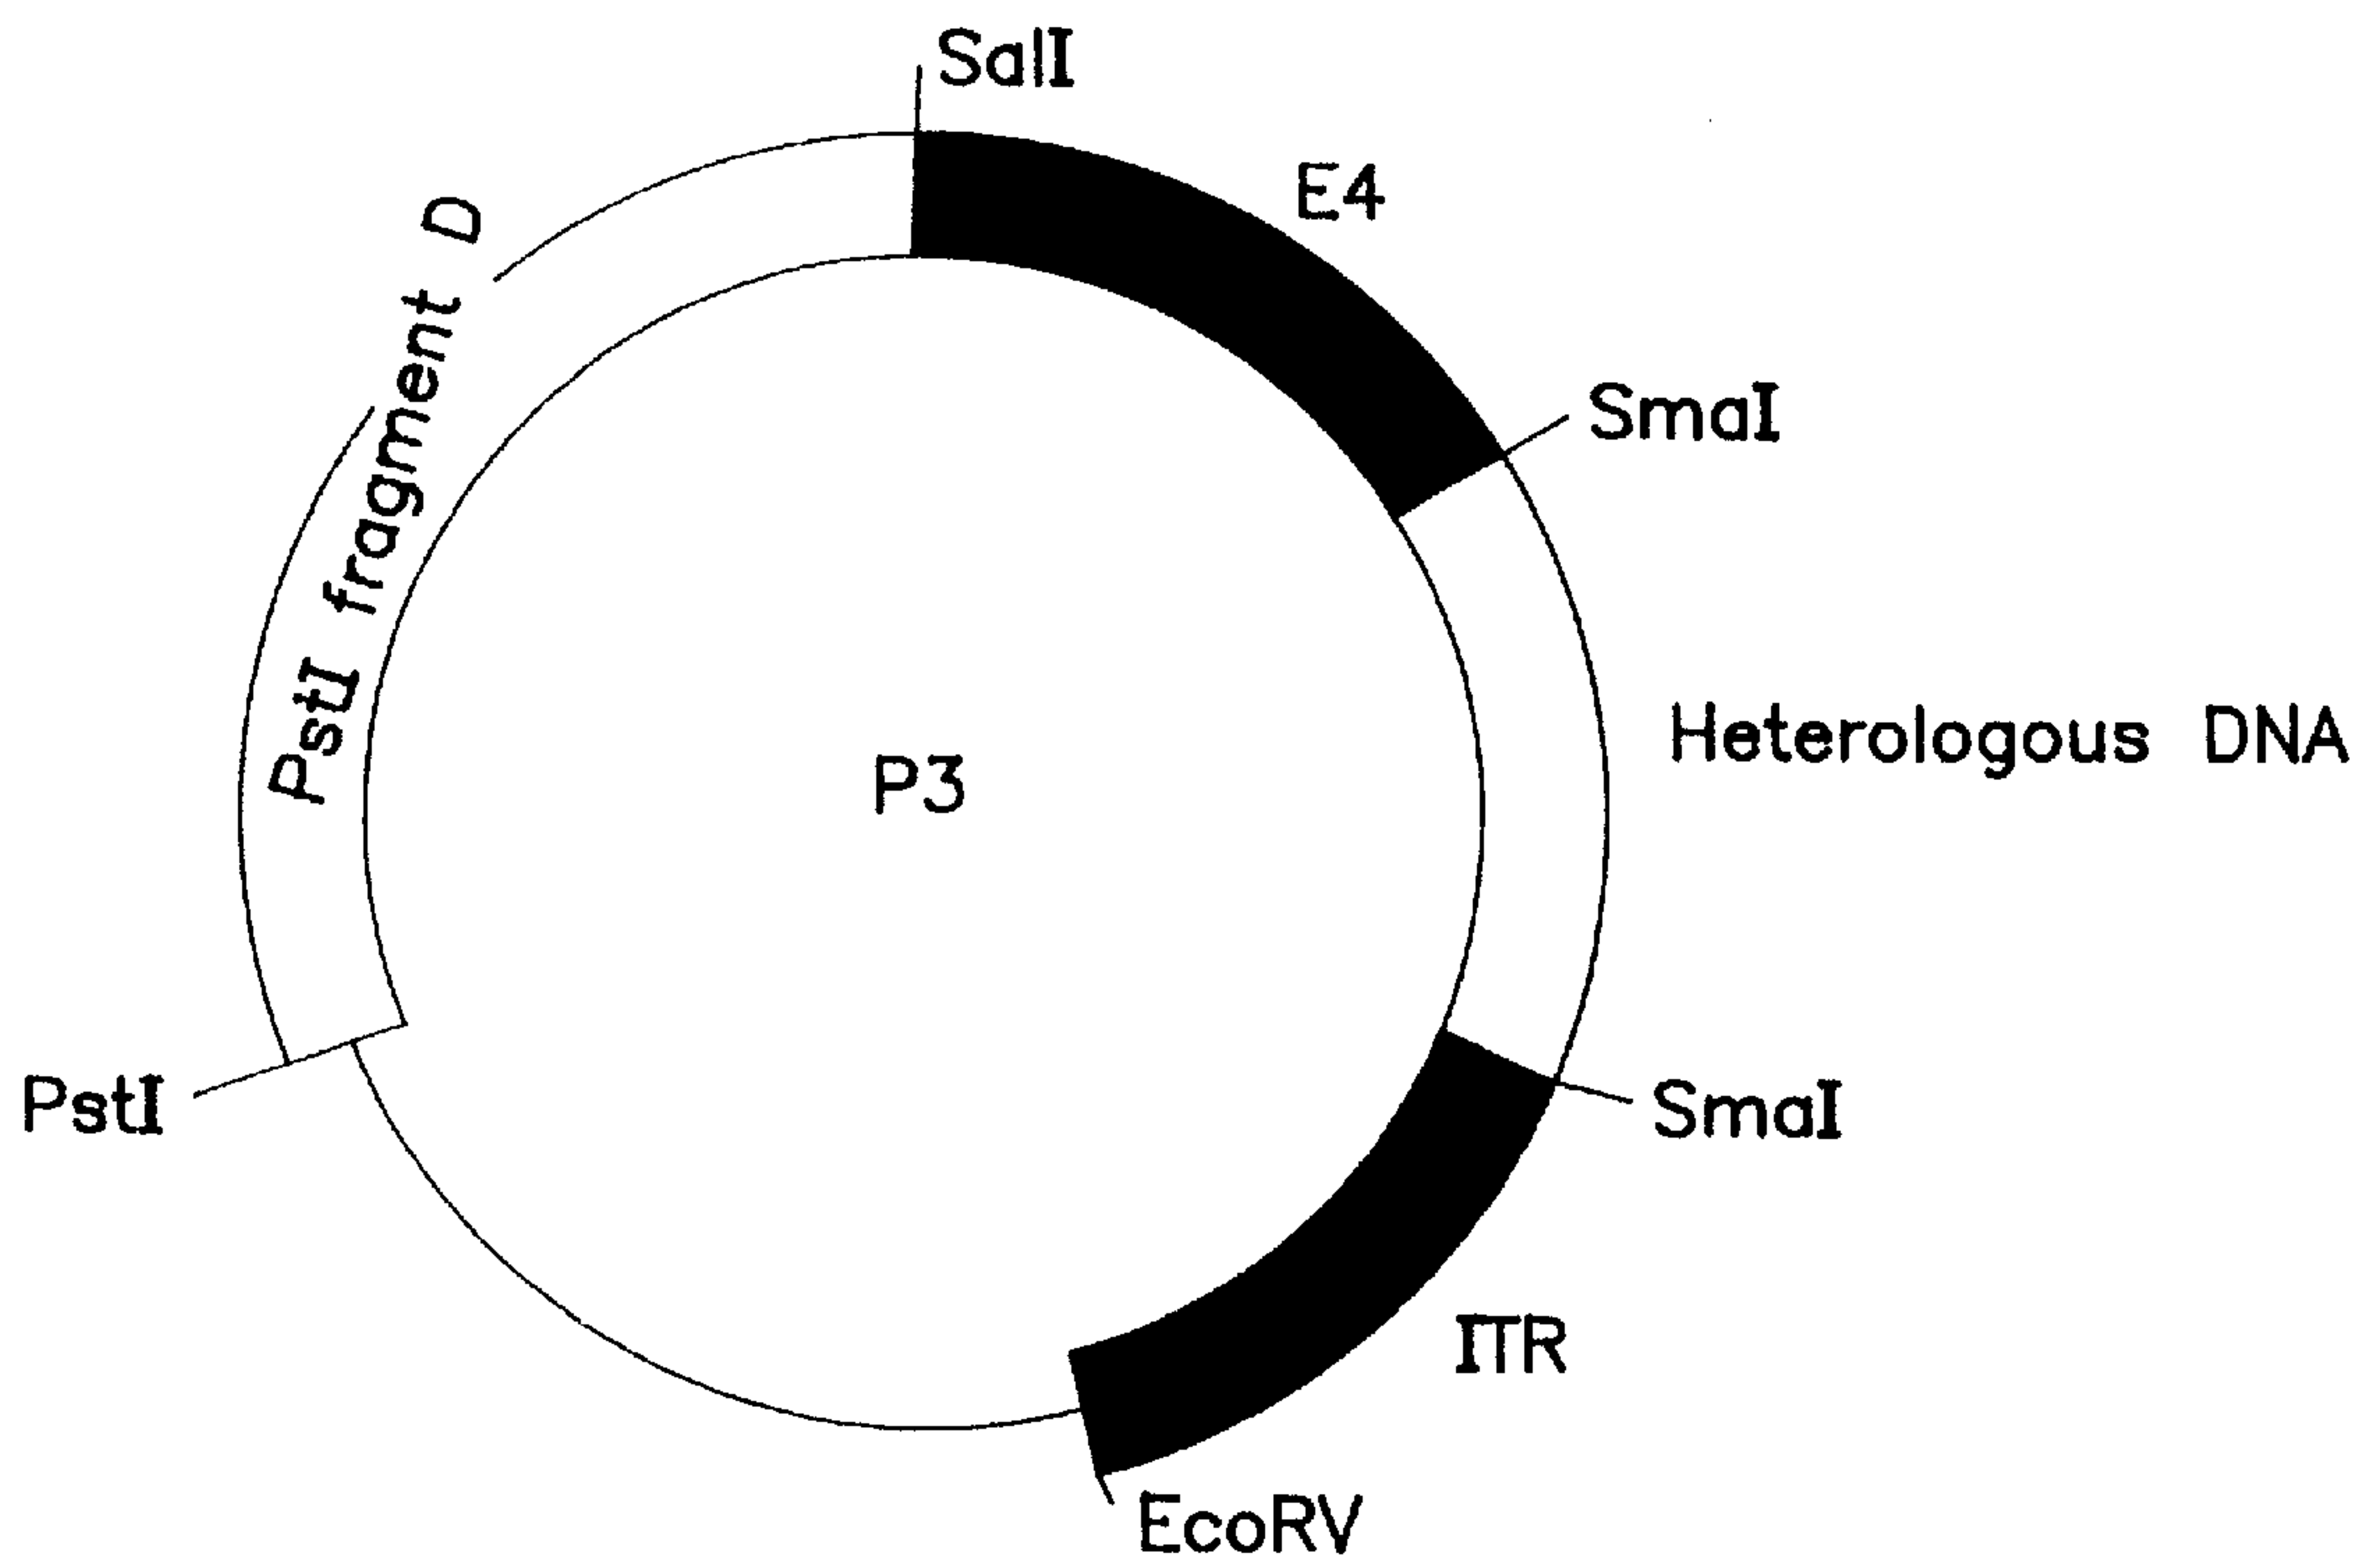 SalI
E4
PstI fragment D
SmaI
Heterologous DNA
P3
PstI
SmaI
ITR
EcoRV